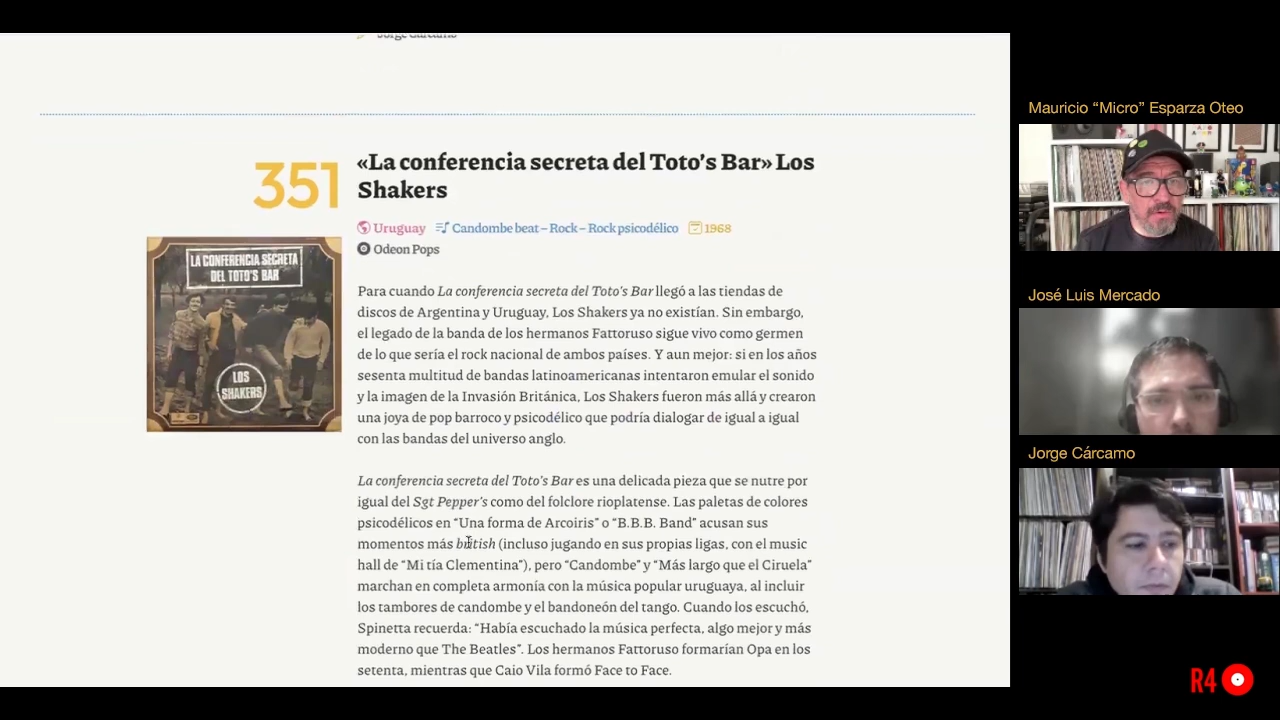 Jorge Cárcamo
351
«La conferencia secreta del Toto's Bar» Los
Shakers
Uruguay Candombe beat – Rock – Rock psicodélico 1968
Odeon Pops
LA CONFERENCIA SECRETA
DEL TOTO'S BAR
LOS
SHAKERS
Para cuando La conferencia secreta del Toto's Bar llegó a las tiendas de
discos de Argentina y Uruguay, Los Shakers ya no existían. Sin embargo,
el legado de la banda de los hermanos Fattoruso sigue vivo como germen
de lo que sería el rock nacional de ambos países. Y aun mejor: si en los años
sesenta multitud de bandas latinoamericanas intentaron emular el sonido
y la imagen de la Invasión Británica, Los Shakers fueron más allá y crearon
una joya de pop barroco y psicodélico que podría dialogar de igual a igual
con las bandas del universo anglo.
La conferencia secreta del Toto's Bar es una delicada pieza que se nutre por
igual del Sgt Pepper's como del folclore rioplatense. Las paletas de colores
psicodélicos en “Una forma de Arcoiris” o “B.B.B. Band” acusan sus
momentos más british (incluso jugando en sus propias ligas, con el music
hall de “Mi tía Clementina”), pero “Candombe” y “Más largo que el Ciruela”
marchan en completa armonía con la música popular uruguaya, al incluir
los tambores de candombe y el bandoneón del tango. Cuando los escuchó,
Spinetta recuerda: “Había escuchado la música perfecta, algo mejor y más
moderno que The Beatles”. Los hermanos Fattoruso formarían Opa en los
setenta, mientras que Caio Vila formó Face to Face.
Mauricio “Micro” Esparza Oteo
José Luis Mercado
Jorge Cárcamo
R4